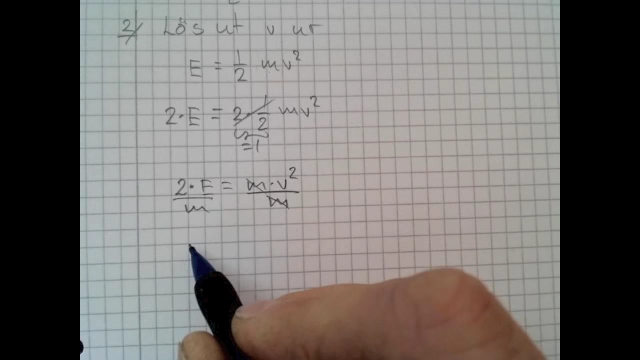 2/ Lös ut v ur
E = 1/2 mv²
2·E = 2·1/2 mv²
=1
2·E/m = m·v²/m